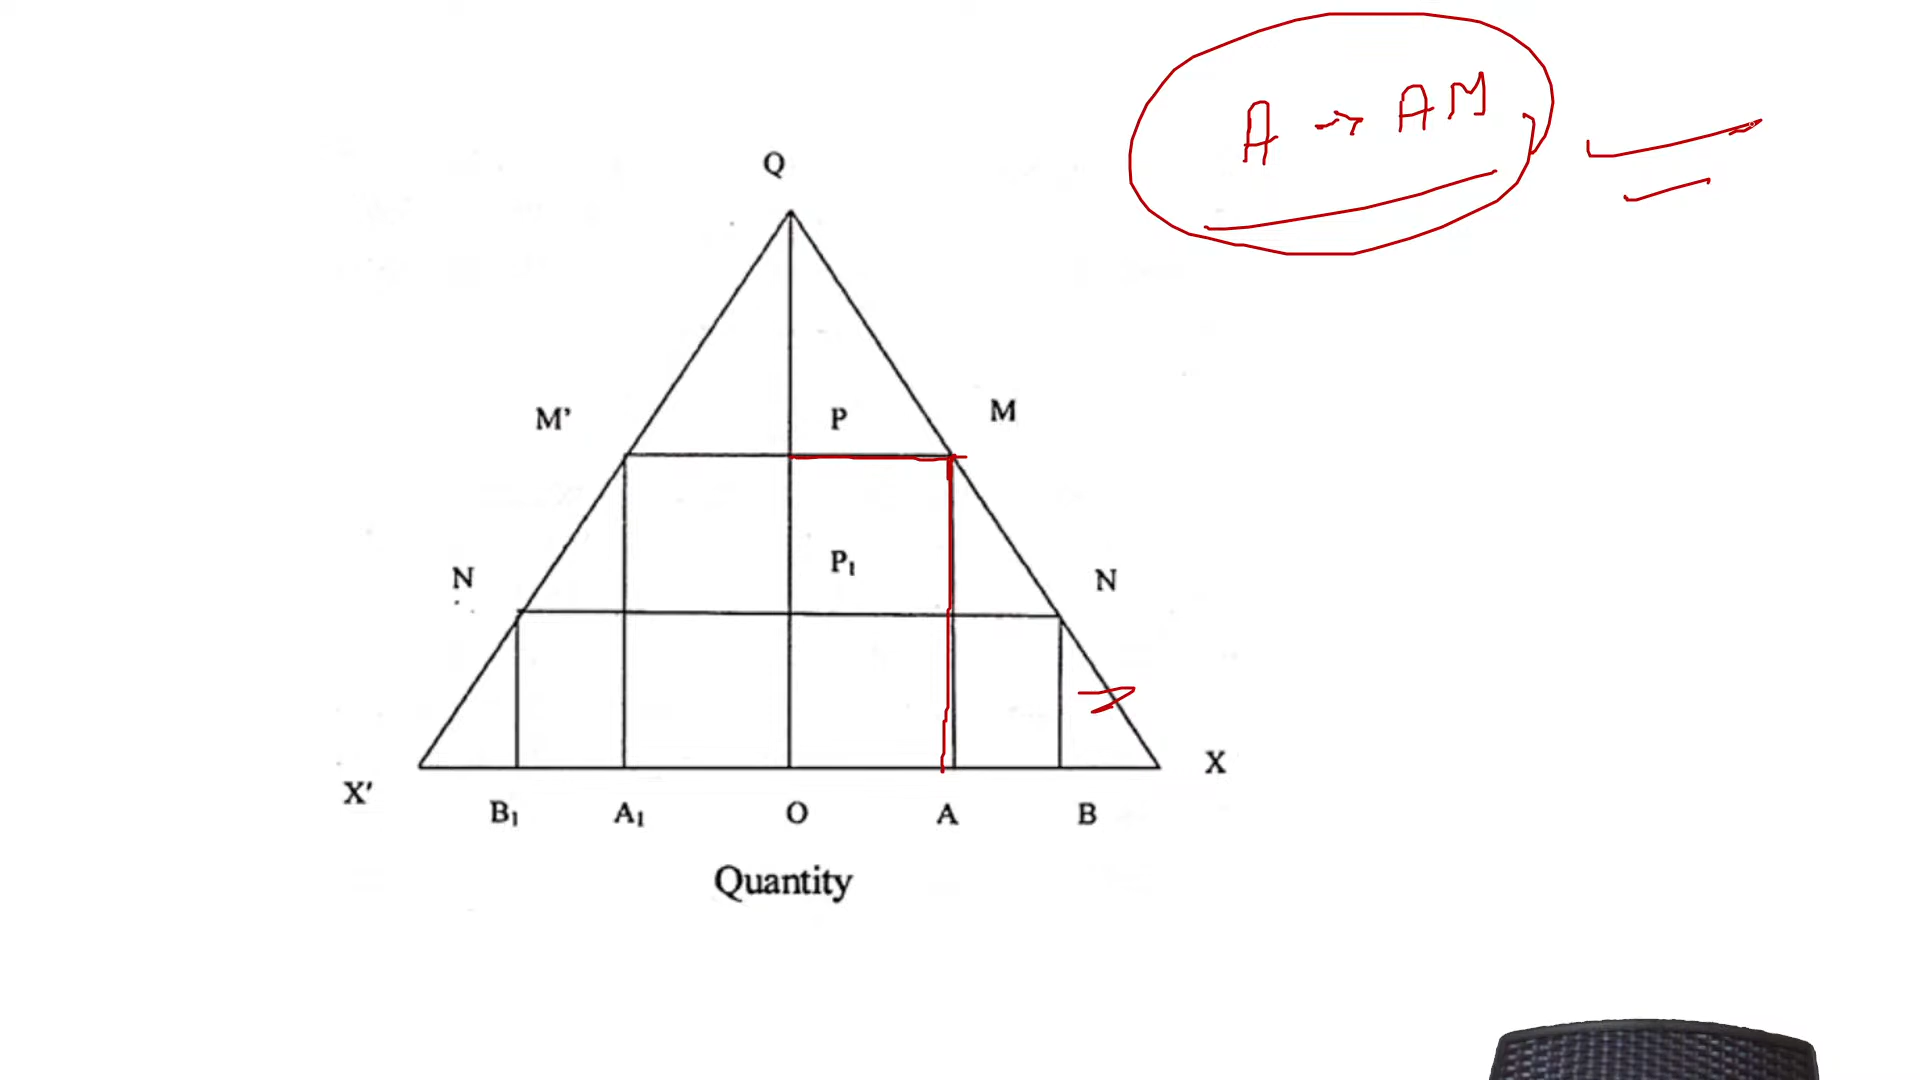 A → AM,
Q
M’ P M
P₁
N N
X′ X
B₁ A₁ O A B
Quantity